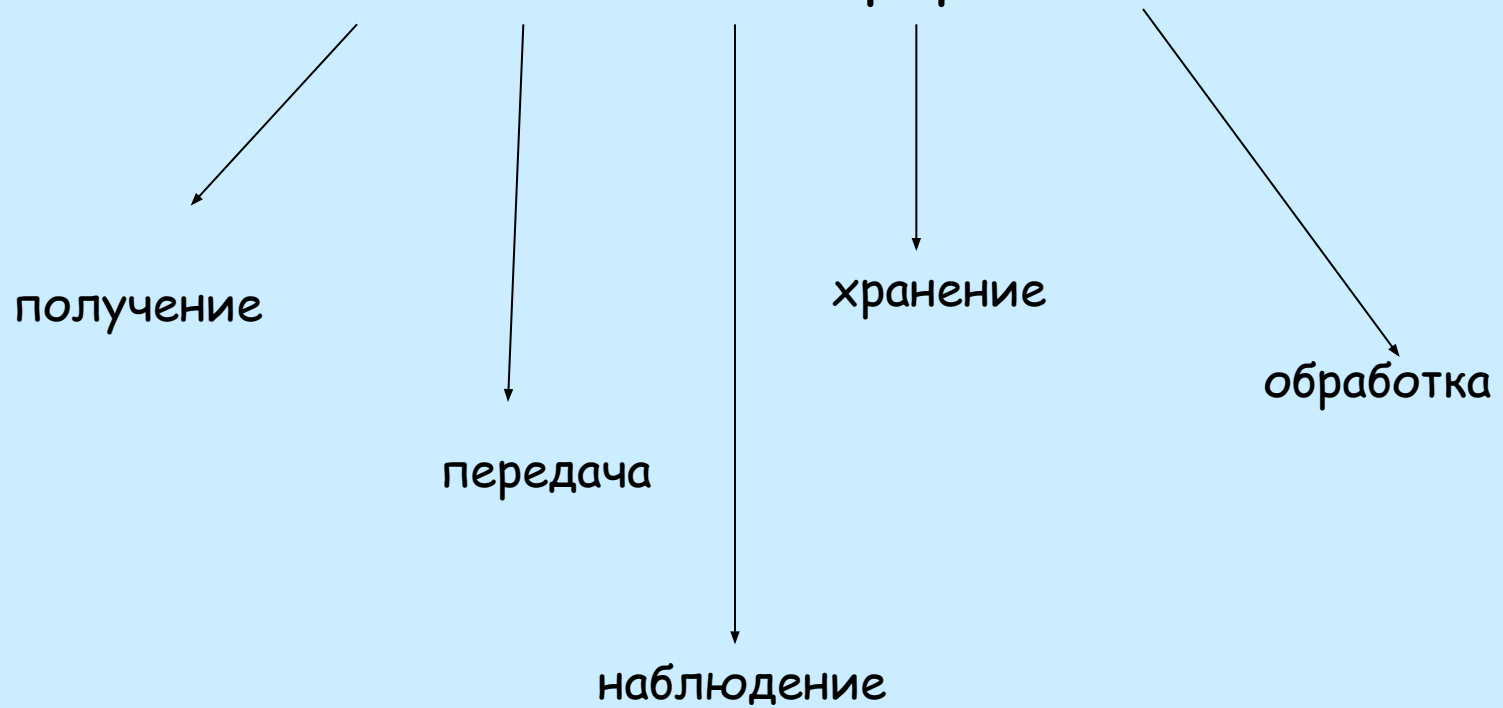 получение
хранение
обработка
передача
наблюдение